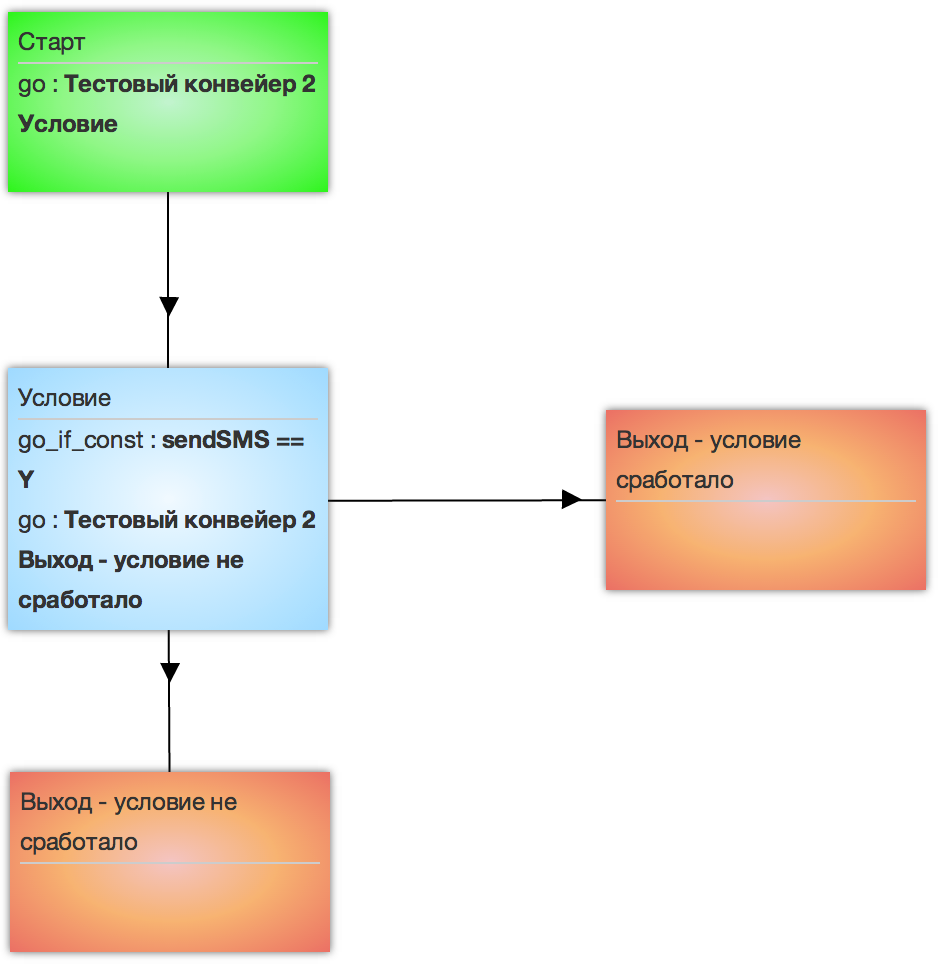 Старт
go : Тестовый конвейер 2
Условие
Условие
go_if_const : sendSMS ==
Y
go : Тестовый конвейер 2
Выход - условие не
сработало
Выход - условие
сработало
Выход - условие не
сработало